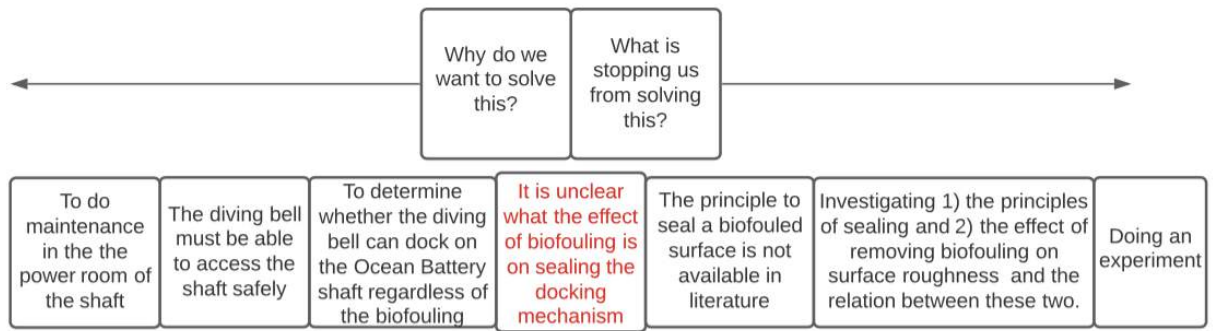 Why do we
want to solve
this?
What is
stopping us
from solving
this?
To do
maintenance
in the the
power room of
the shaft
The diving bell
must be able
to access the
shaft safely
To determine
whether the diving
bell can dock on
the Ocean Battery
shaft regardless of
the biofouling
It is unclear
what the effect
of biofouling is
on sealing the
docking
mechanism
The principle to
seal a biofouled
surface is not
available in
literature
Investigating 1) the principles
of sealing and 2) the effect of
removing biofouling on
surface roughness and the
relation between these two.
Doing an
experiment